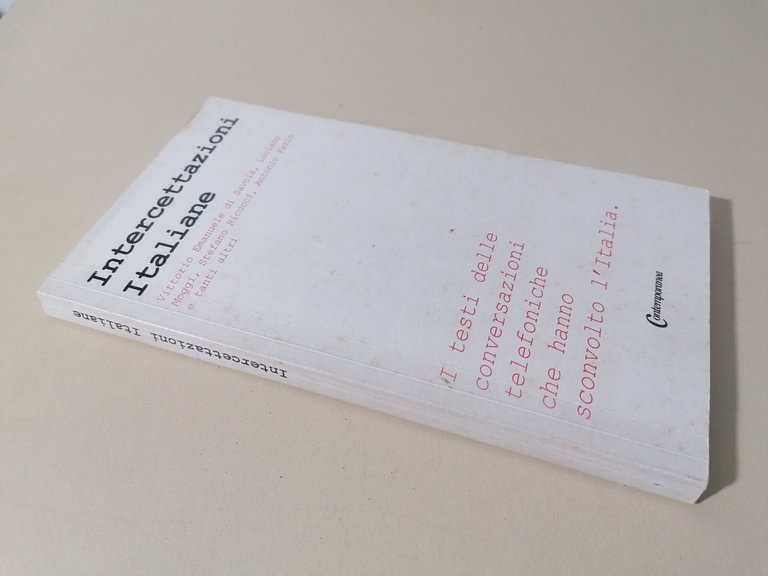 Intercettazioni
Italiane
Vittorio Emanuele di Savoia, Luciano
Moggi, Stefano Ricucci, Antonio Fazio
e tanti altri
I testi delle
conversazioni
telefoniche
che hanno
sconvolto l'Italia.
Contemporanea
Intercettazioni Italiane